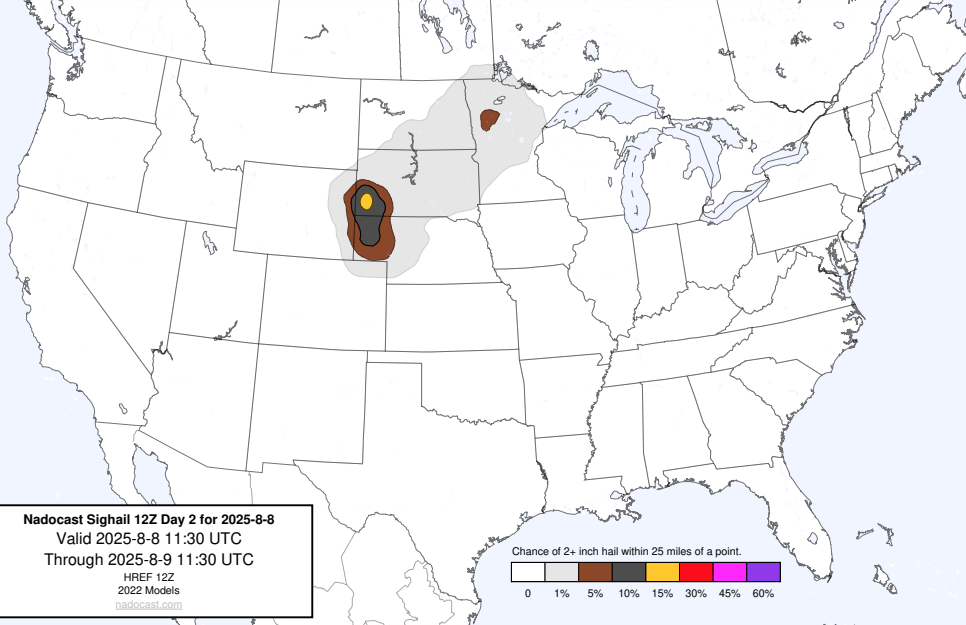 Nadocast Sighail 12Z Day 2 for 2025-8-8
Valid 2025-8-8 11:30 UTC
Through 2025-8-9 11:30 UTC
HREF 12Z
2022 Models
nadocast.com
Chance of 2+ inch hail within 25 miles of a point.
0 1% 5% 10% 15% 30% 45% 60%